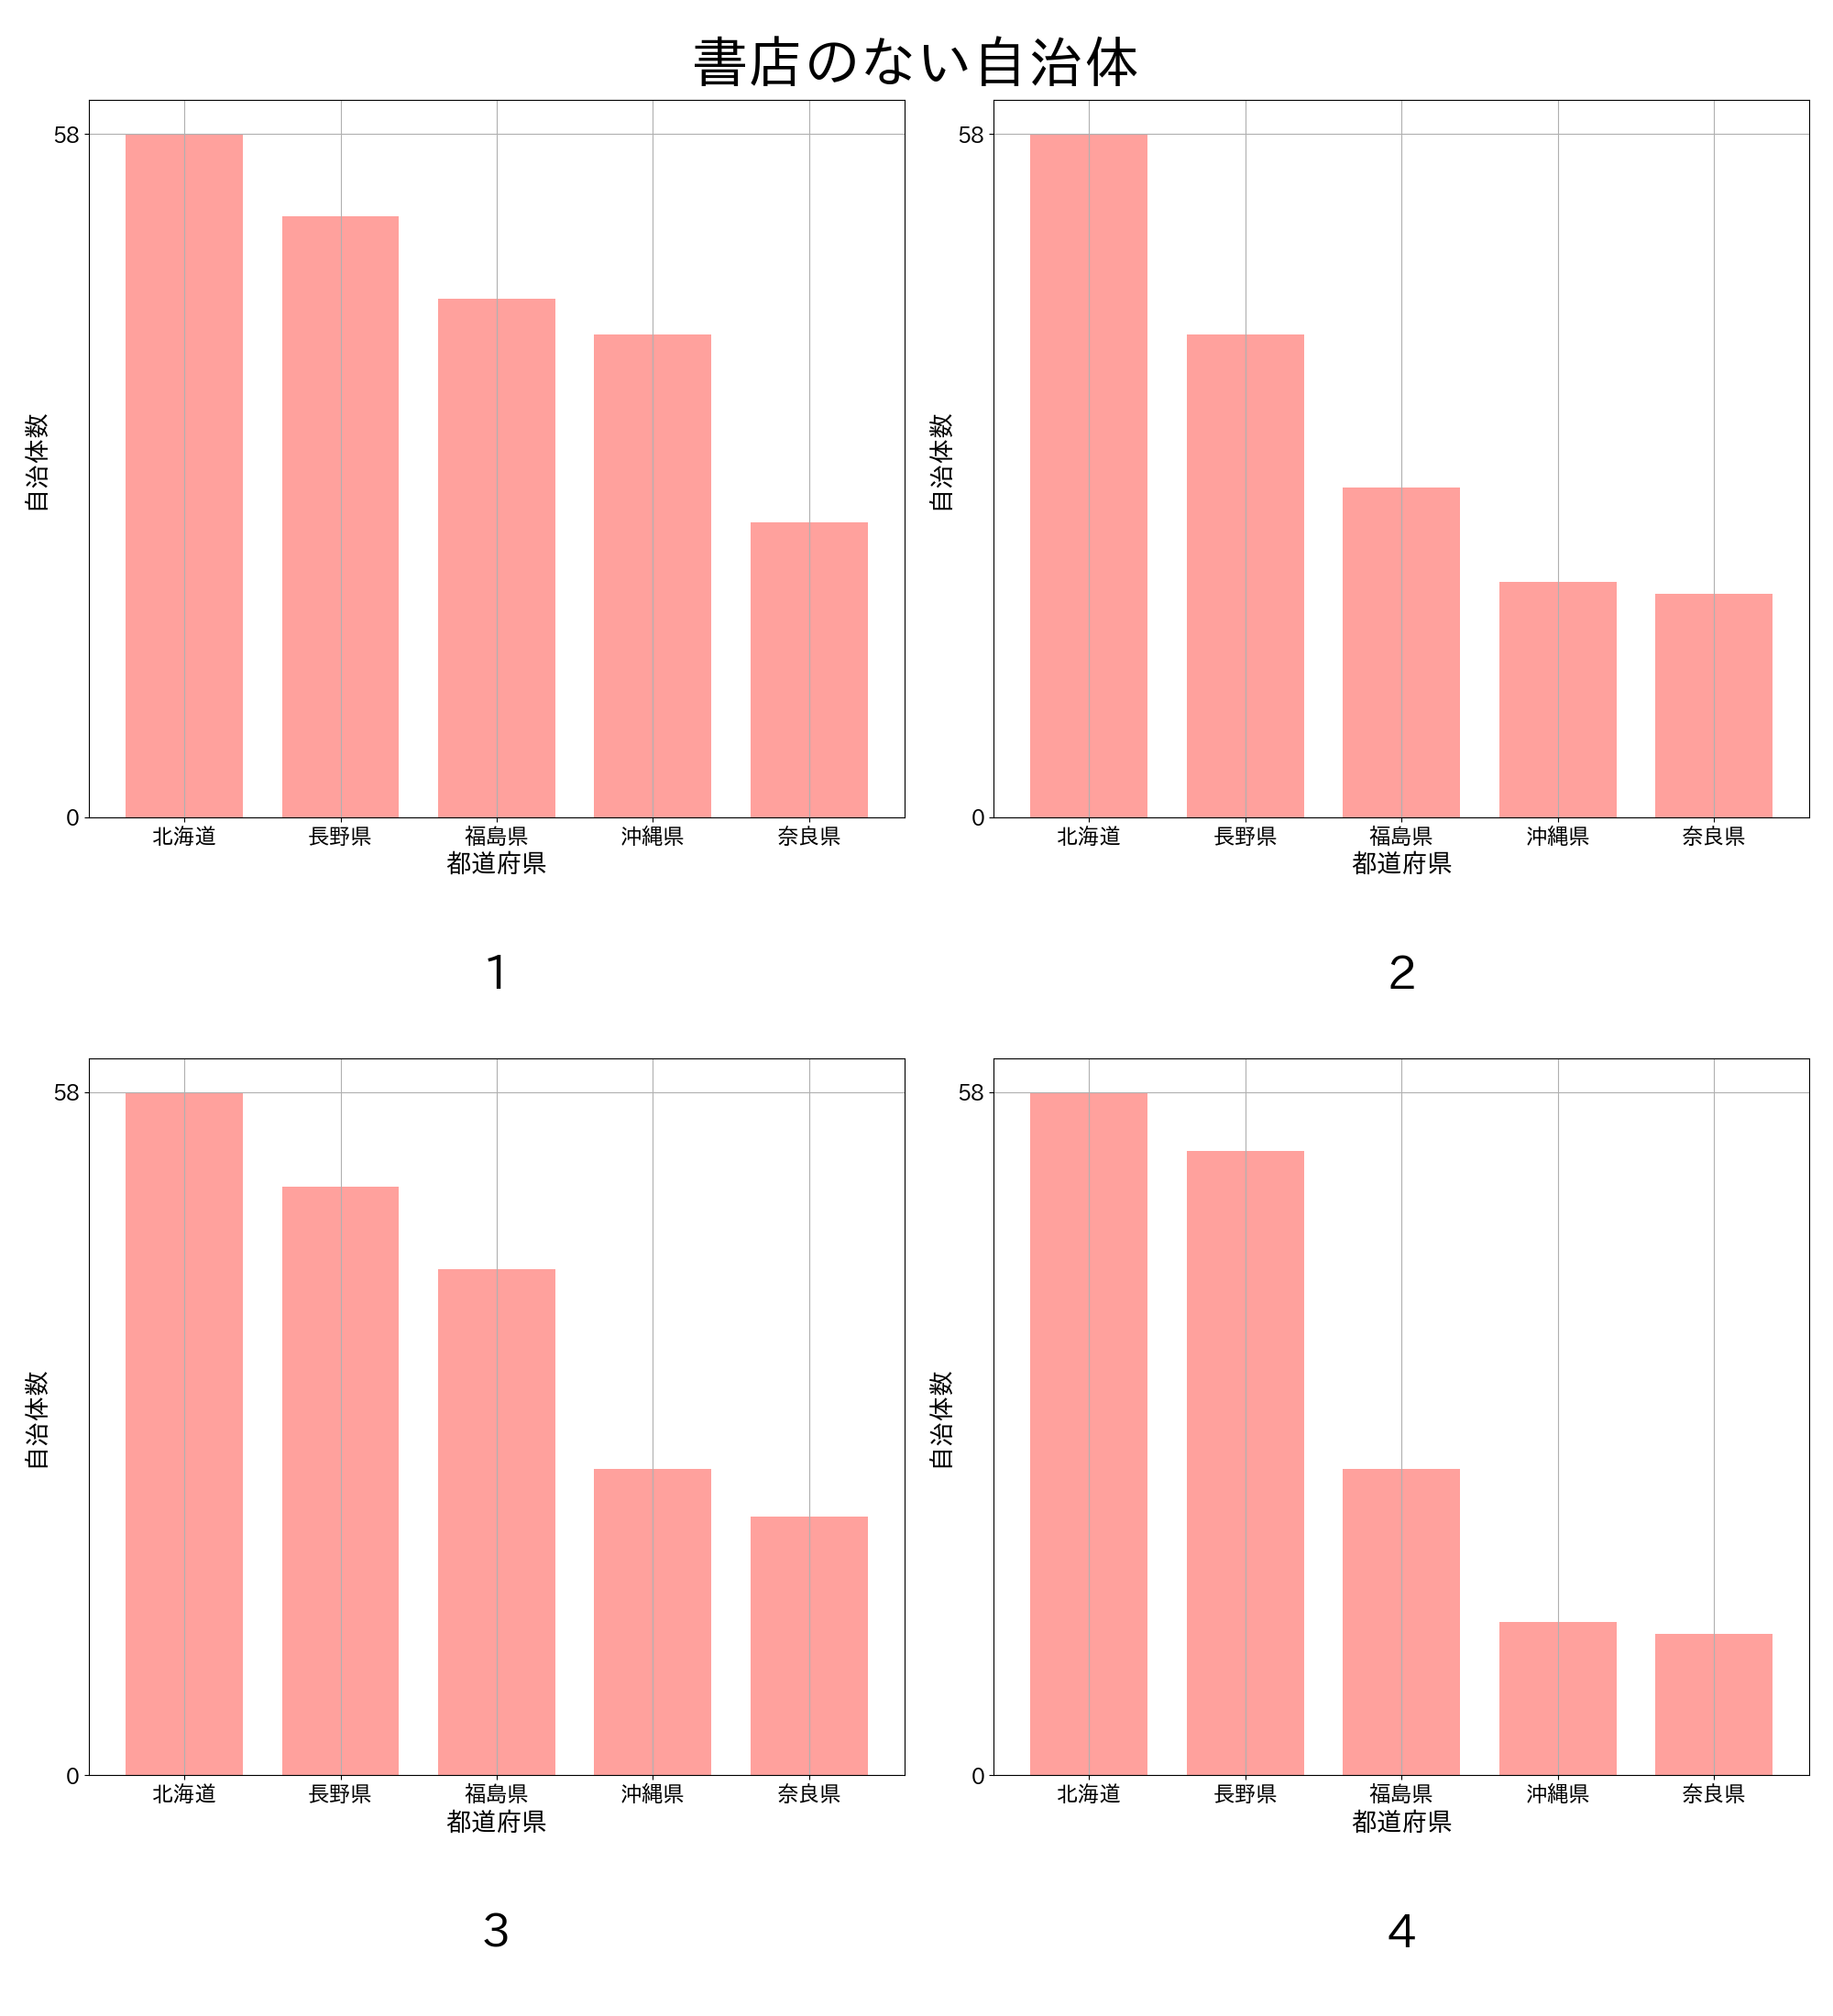 書店のない自治体
58
0
自治体数
北海道 長野県 福島県 沖縄県 奈良県
都道府県
1
58
0
自治体数
北海道 長野県 福島県 沖縄県 奈良県
都道府県
2
58
0
自治体数
北海道 長野県 福島県 沖縄県 奈良県
都道府県
3
58
0
自治体数
北海道 長野県 福島県 沖縄県 奈良県
都道府県
4